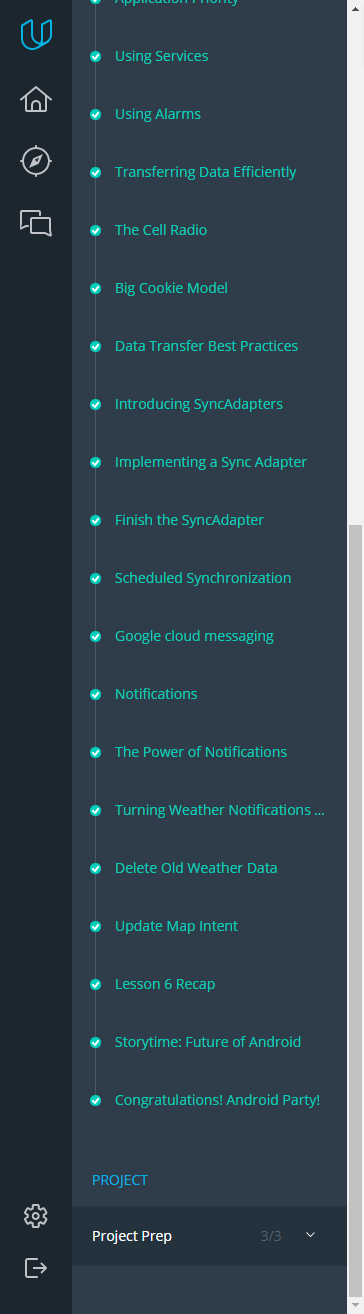 Application Priority
Using Services
Using Alarms
Transferring Data Efficiently
The Cell Radio
Big Cookie Model
Data Transfer Best Practices
Introducing SyncAdapters
Implementing a Sync Adapter
Finish the SyncAdapter
Scheduled Synchronization
Google cloud messaging
Notifications
The Power of Notifications
Turning Weather Notifications ...
Delete Old Weather Data
Update Map Intent
Lesson 6 Recap
Storytime: Future of Android
Congratulations! Android Party!
PROJECT
Project Prep 3/3